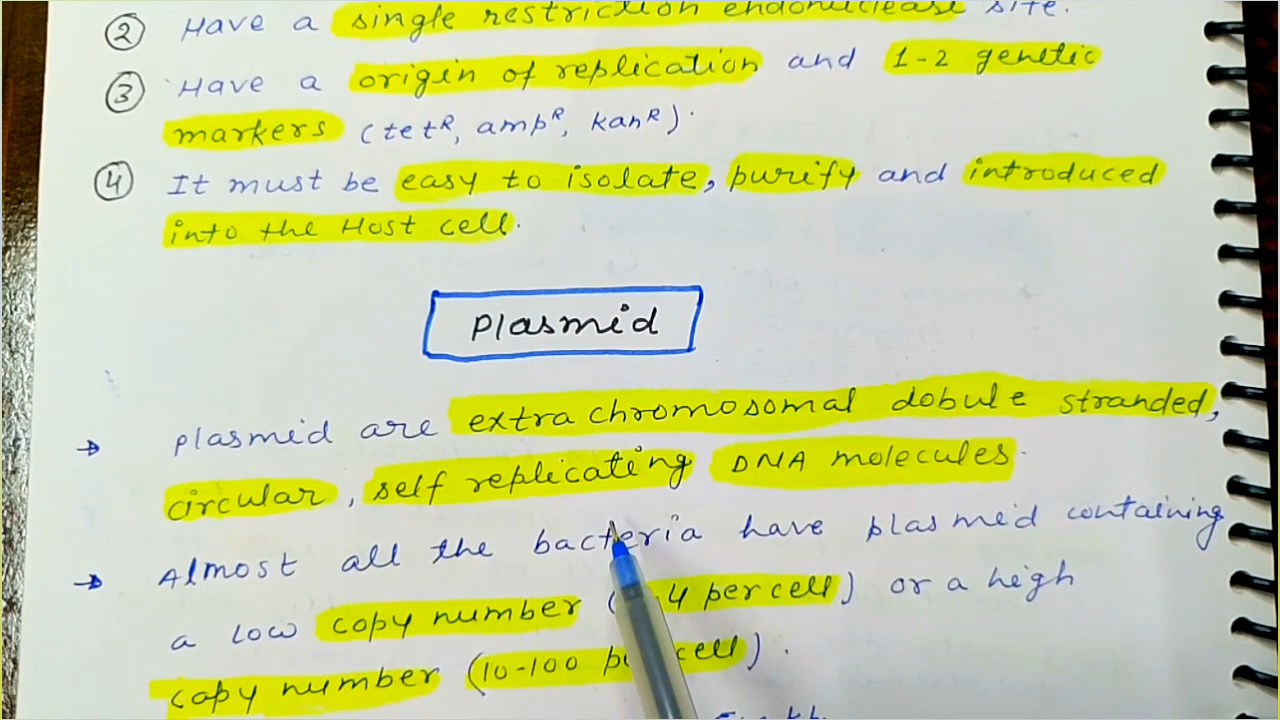 ② Have a single restriction endonuclease site.
③ Have a origin of replication and 1-2 genetic
markers (tetᴿ, ampᴿ, kanᴿ).
④ It must be easy to isolate, purify and introduced
into the Host cell.
Plasmid
→ Plasmid are extra chromosomal dobule stranded,
circular, self replicating DNA molecules.
→ Almost all the bacteria have plasmid containing
a low copy number ( 4 per cell) or a high
copy number (10-100 cell).